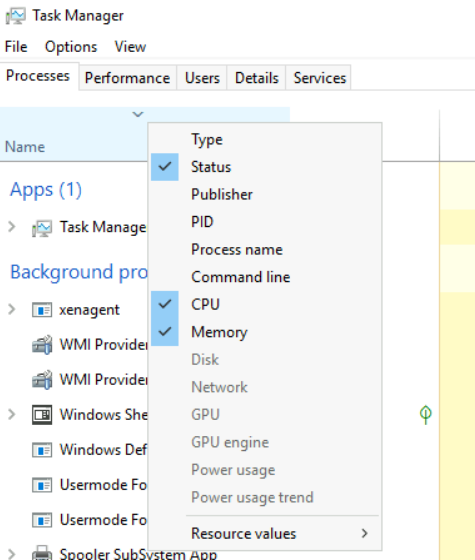 Task Manager
File Options View
Processes Performance Users Details Services
Name
Type
Status
Publisher
PID
Process name
Command line
CPU
Memory
Disk
Network
GPU
GPU engine
Power usage
Power usage trend
Resource values
Apps (1)
Task Manage
Background pro
xenagent
WMI Provider
WMI Provider
Windows She
Windows Def
Usermode Fo
Usermode Fo
Spooler SubSystem App